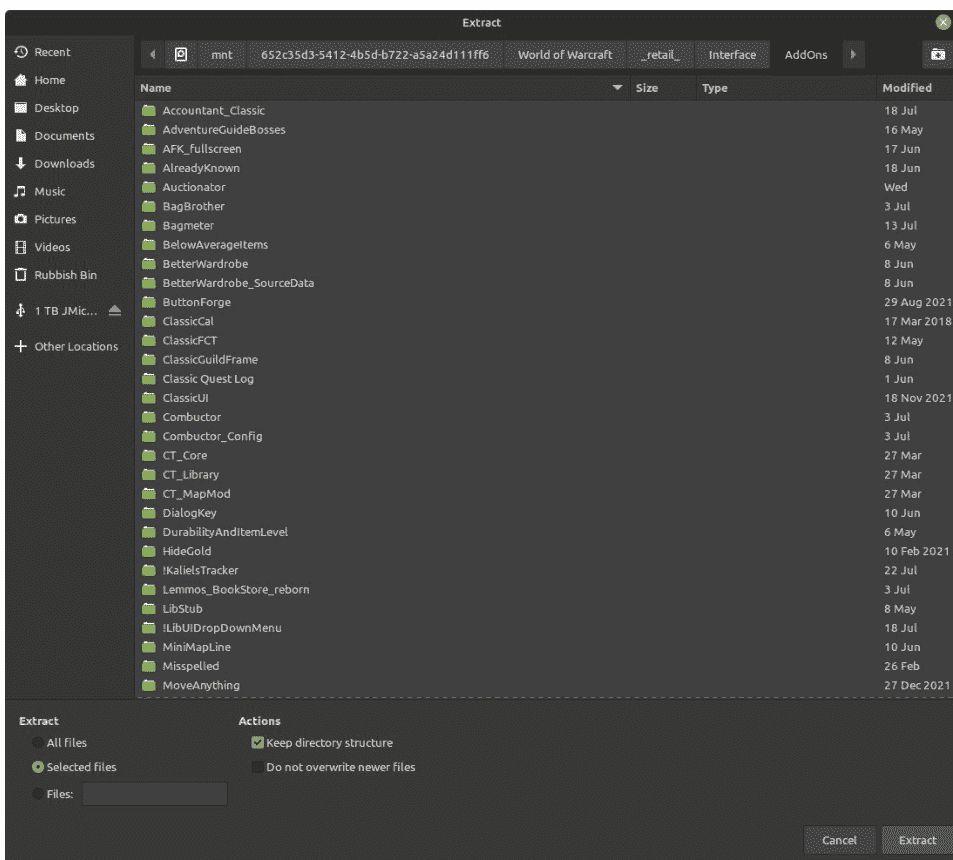 Extract
Recent
Home
Desktop
Documents
Downloads
Music
Pictures
Videos
Rubbish Bin
1 TB JMic...
Other Locations
mnt 652c35d3-5412-4b5d-b722-a5a24d111ff6 World of Warcraft _retail_ Interface AddOns
Name Size Type Modified
Accountant_Classic 18 Jul
AdventureGuideBosses 16 May
AFK_fullscreen 17 Jun
AlreadyKnown 18 Jun
Auctionator Wed
BagBrother 3 Jul
Bagmeter 13 Jul
BelowAverageItems 6 May
BetterWardrobe 8 Jun
BetterWardrobe_SourceData 8 Jun
ButtonForge 29 Aug 2021
ClassicCal 17 Mar 2018
ClassicFCT 12 May
ClassicGuildFrame 8 Jun
Classic Quest Log 1 Jun
ClassicUI 18 Nov 2021
Combuctor 3 Jul
Combuctor_Config 3 Jul
CT_Core 27 Mar
CT_Library 27 Mar
CT_MapMod 27 Mar
DialogKey 10 Jun
DurabilityAndItemLevel 6 May
HideGold 10 Feb 2021
!KalielsTracker 22 Jul
Lemmos_BookStore_reborn 3 Jul
LibStub 8 May
!LibUIDropDownMenu 18 Jul
MiniMapLine 10 Jun
Misspelled 26 Feb
MoveAnything 27 Dec 2021
Extract Actions
All files Keep directory structure
Selected files Do not overwrite newer files
Files:
Cancel Extract